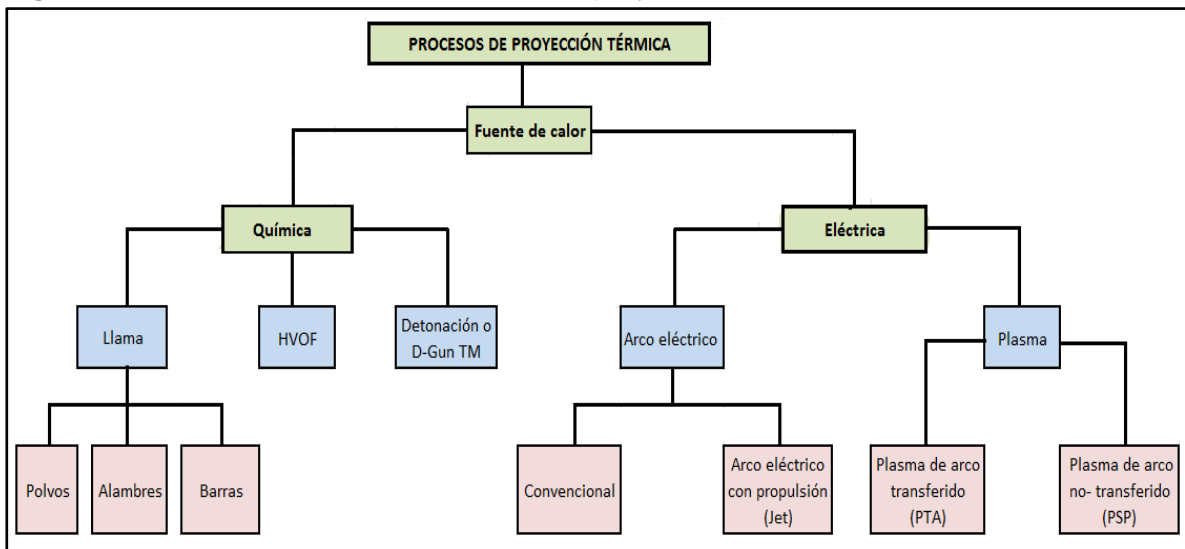 PROCESOS DE PROYECCIÓN TÉRMICA
Fuente de calor
Química
Eléctrica
Llama
HVOF
Detonación o
D-Gun TM
Arco eléctrico
Plasma
Polvos
Alambres
Barras
Convencional
Arco eléctrico
con propulsión
(Jet)
Plasma de arco
transferido
(PTA)
Plasma de arco
no- transferido
(PSP)